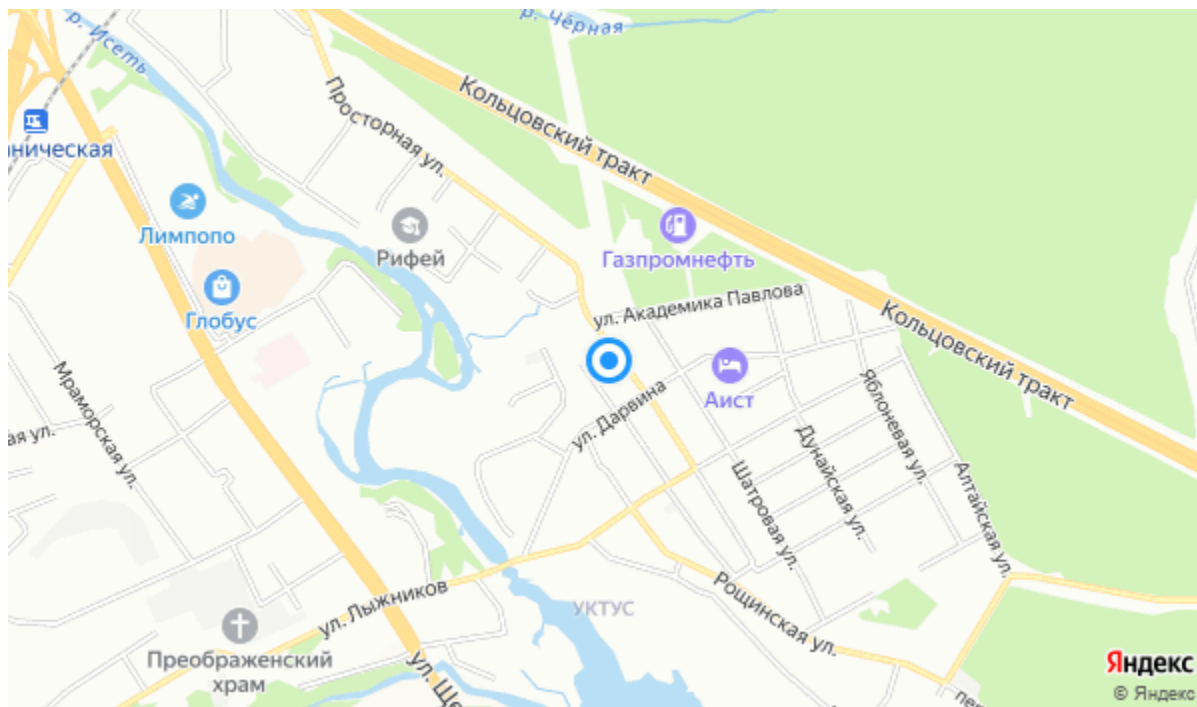 р. Исеть
р. Чёрная
Просторная ул.
Кольцовский тракт
аническая
Лимпопо
Рифей
Газпромнефть
Глобус
ул. Академика Павлова
Кольцовский тракт
Мраморская ул.
ая ул.
Аист
ул. Дарвина
Яблоневая ул.
Дунайская ул.
Шатровая ул.
Алтайская ул.
Рощинская ул.
УКТУС
ул. Лыжников
Преображенский
храм
ул. Ще
пе
Яндекс
© Яндекс